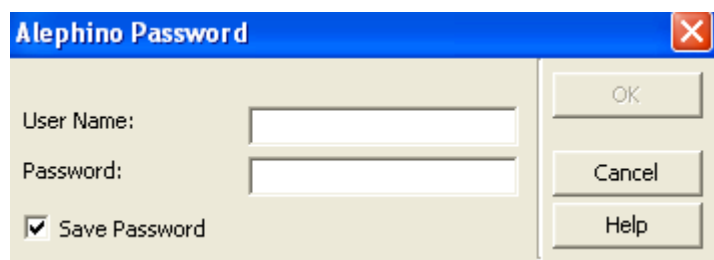 Alephino Password
User Name:
OK
Password:
Cancel
Save Password
Help